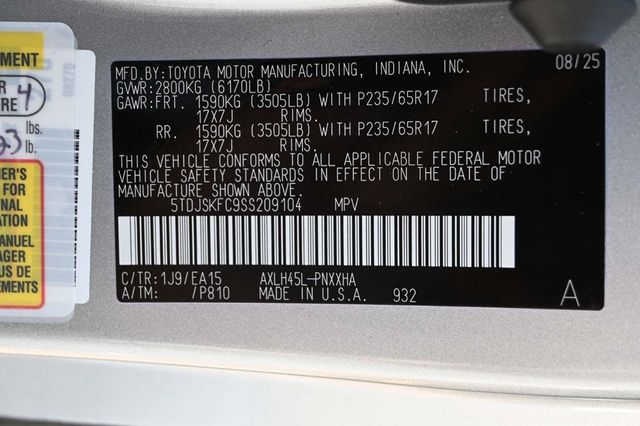 MFD.BY:TOYOTA MOTOR MANUFACTURING, INDIANA, INC. 08/25
GVWR:2800KG (6170LB)
GAWR:FRT. 1590KG (3505LB) WITH P235/65R17 TIRES,
17X7J RIMS.
RR. 1590KG (3505LB) WITH P235/65R17 TIRES,
17X7J RIMS.
THIS VEHICLE CONFORMS TO ALL APPLICABLE FEDERAL MOTOR
VEHICLE SAFETY STANDARDS IN EFFECT ON THE DATE OF
MANUFACTURE SHOWN ABOVE.
5TDJSKFC9SS209104 MPV
C/TR:1J9/EA15 AXLH45L-PNXXHA
A/TM: /P810 MADE IN U.S.A. 932 A
08270
4
23 lbs.
lb.